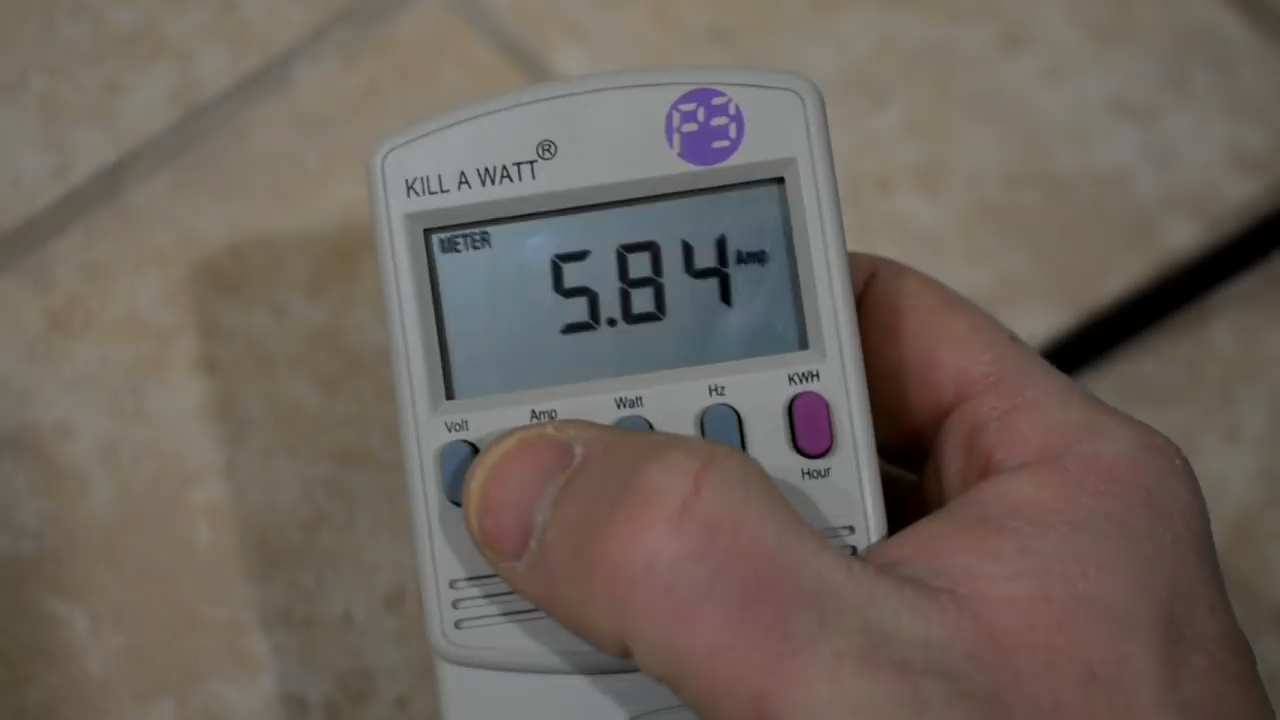 P3
KILL A WATT®
METER
5.84 Amp
Volt Amp Watt Hz KWH
Hour